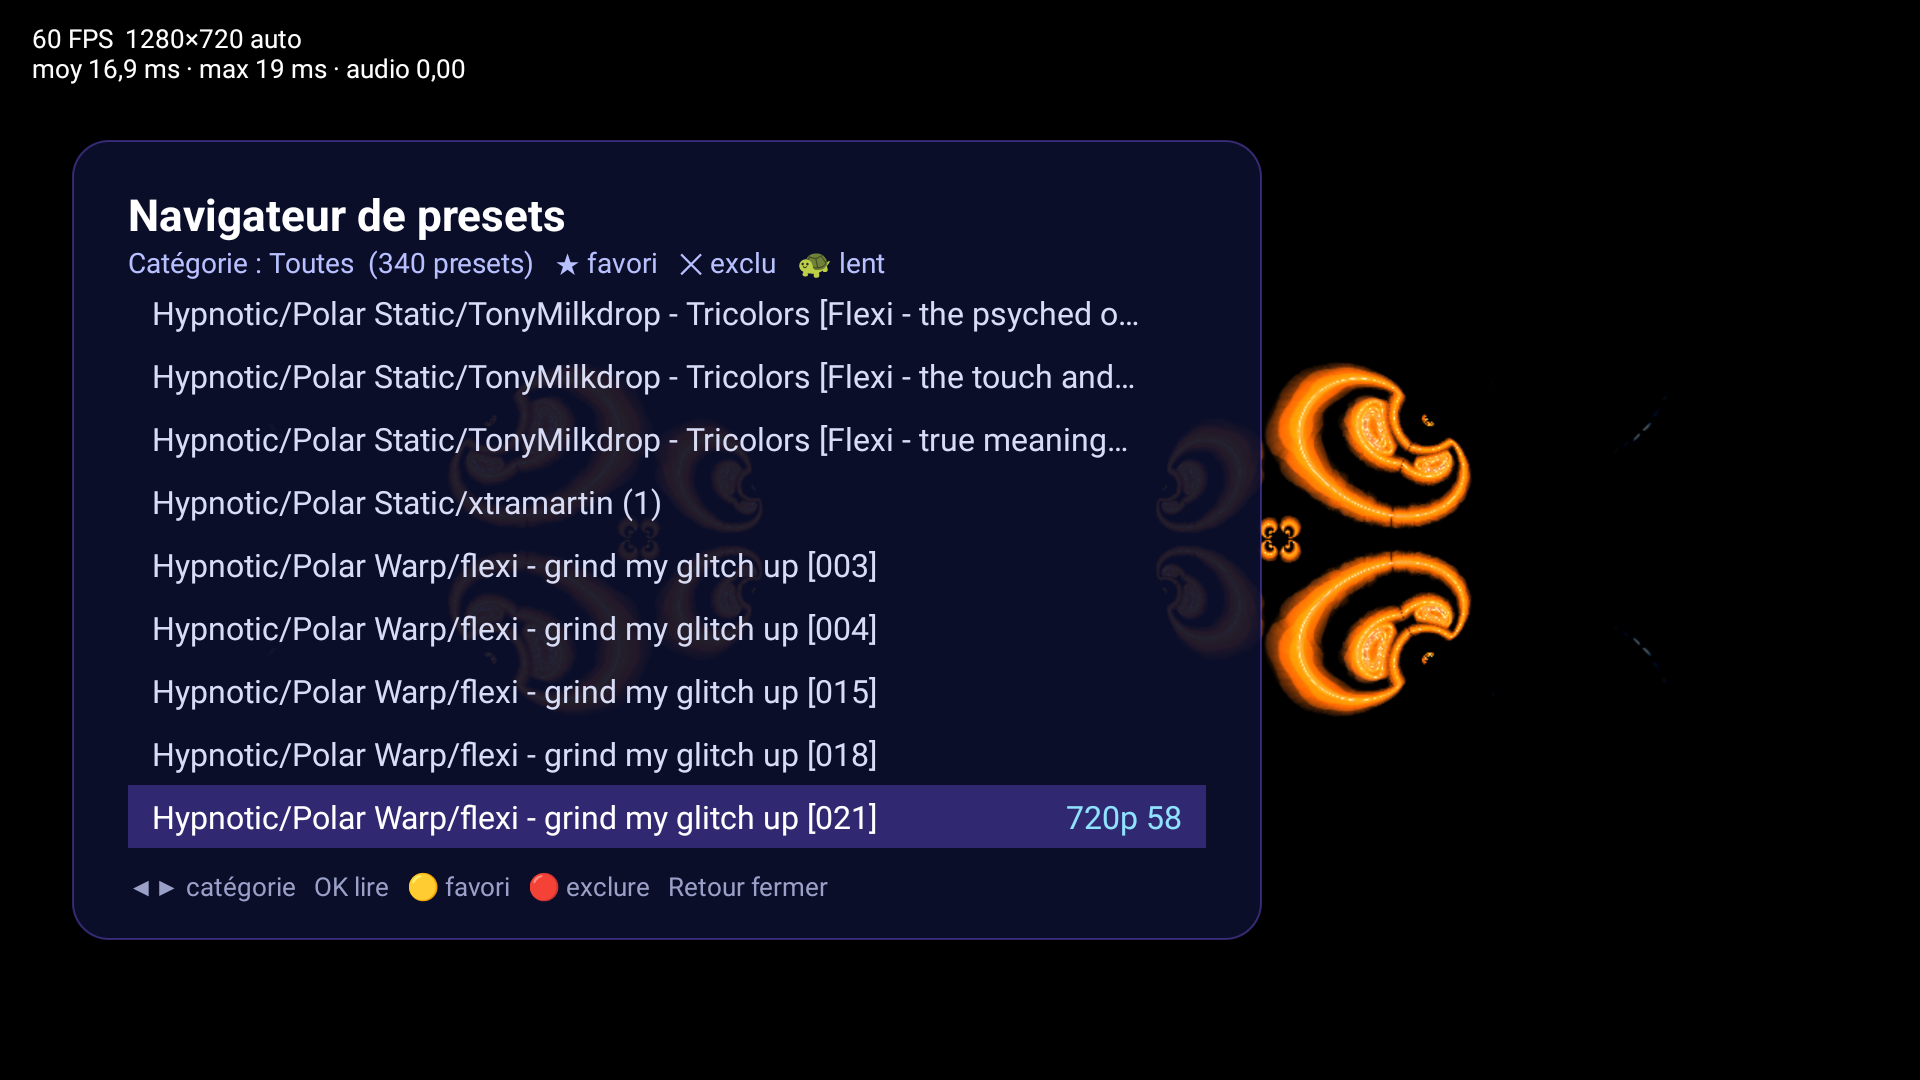 60 FPS 1280×720 auto
moy 16,9 ms · max 19 ms · audio 0,00
Navigateur de presets
Catégorie : Toutes (340 presets) ★ favori ✕ exclu 🐢 lent
Hypnotic/Polar Static/TonyMilkdrop - Tricolors [Flexi - the psyched o…
Hypnotic/Polar Static/TonyMilkdrop - Tricolors [Flexi - the touch and…
Hypnotic/Polar Static/TonyMilkdrop - Tricolors [Flexi - true meaning…
Hypnotic/Polar Static/xtramartin (1)
Hypnotic/Polar Warp/flexi - grind my glitch up [003]
Hypnotic/Polar Warp/flexi - grind my glitch up [004]
Hypnotic/Polar Warp/flexi - grind my glitch up [015]
Hypnotic/Polar Warp/flexi - grind my glitch up [018]
Hypnotic/Polar Warp/flexi - grind my glitch up [021] 720p 58
◄ ► catégorie OK lire 🟡 favori 🔴 exclure Retour fermer